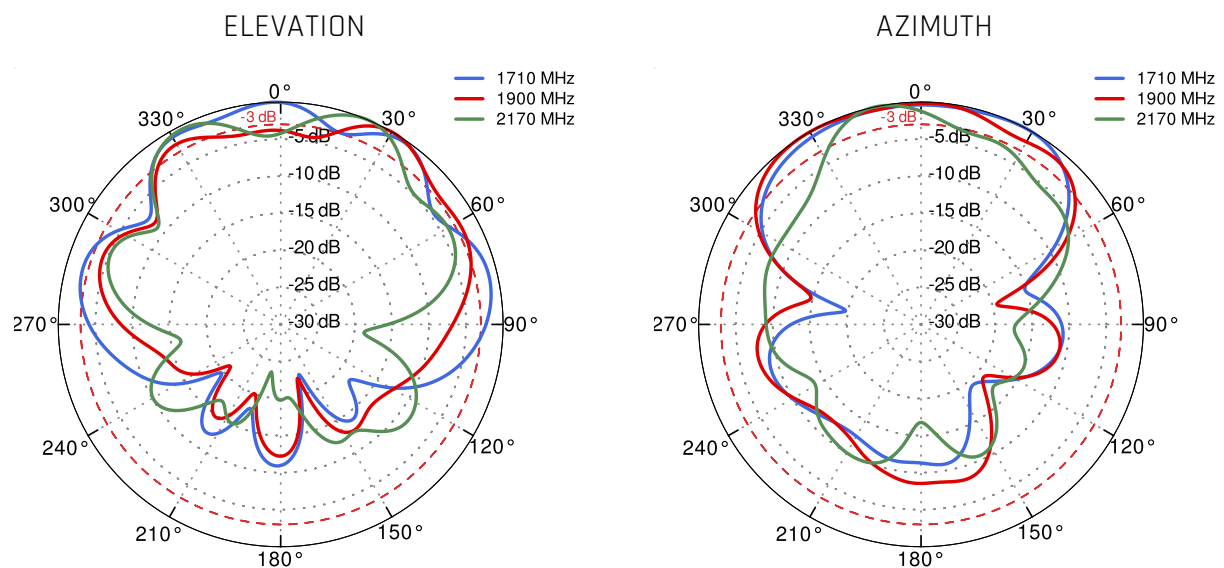 ELEVATION
1710 MHz
1900 MHz
2170 MHz
0°
330°
30°
-3 dB
-5 dB
-10 dB
300°
60°
-15 dB
-20 dB
-25 dB
-30 dB
270°
90°
240°
120°
210°
150°
180°
AZIMUTH
1710 MHz
1900 MHz
2170 MHz
0°
330°
30°
-3 dB
-5 dB
-10 dB
300°
60°
-15 dB
-20 dB
-25 dB
-30 dB
270°
90°
240°
120°
210°
150°
180°